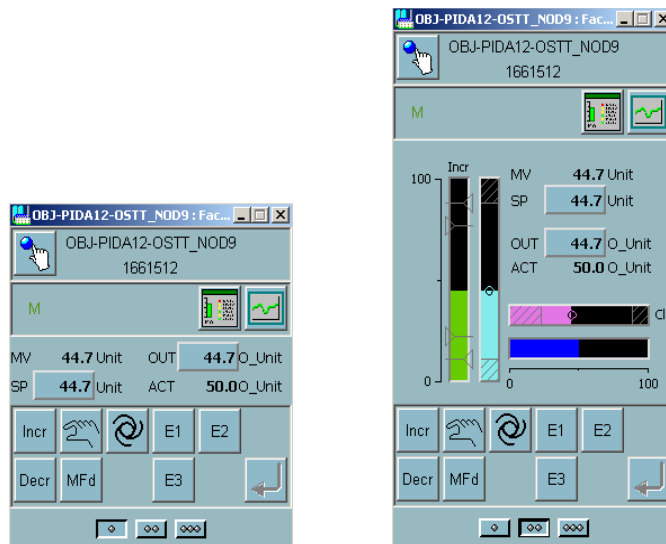 OBJ-PIDA12-OSTT_NOD9 : Fac...
OBJ-PIDA12-OSTT_NOD9
1661512
M
MV 44.7 Unit OUT 44.7 O_Unit
SP 44.7 Unit ACT 50.0 O_Unit
Incr E1 E2
Decr MFd E3
OBJ-PIDA12-OSTT_NOD9 : Fac...
OBJ-PIDA12-OSTT_NOD9
1661512
M
Incr
100
0
MV 44.7 Unit
SP 44.7 Unit
OUT 44.7 O_Unit
ACT 50.0 O_Unit
Cl
0 100
Incr E1 E2
Decr MFd E3